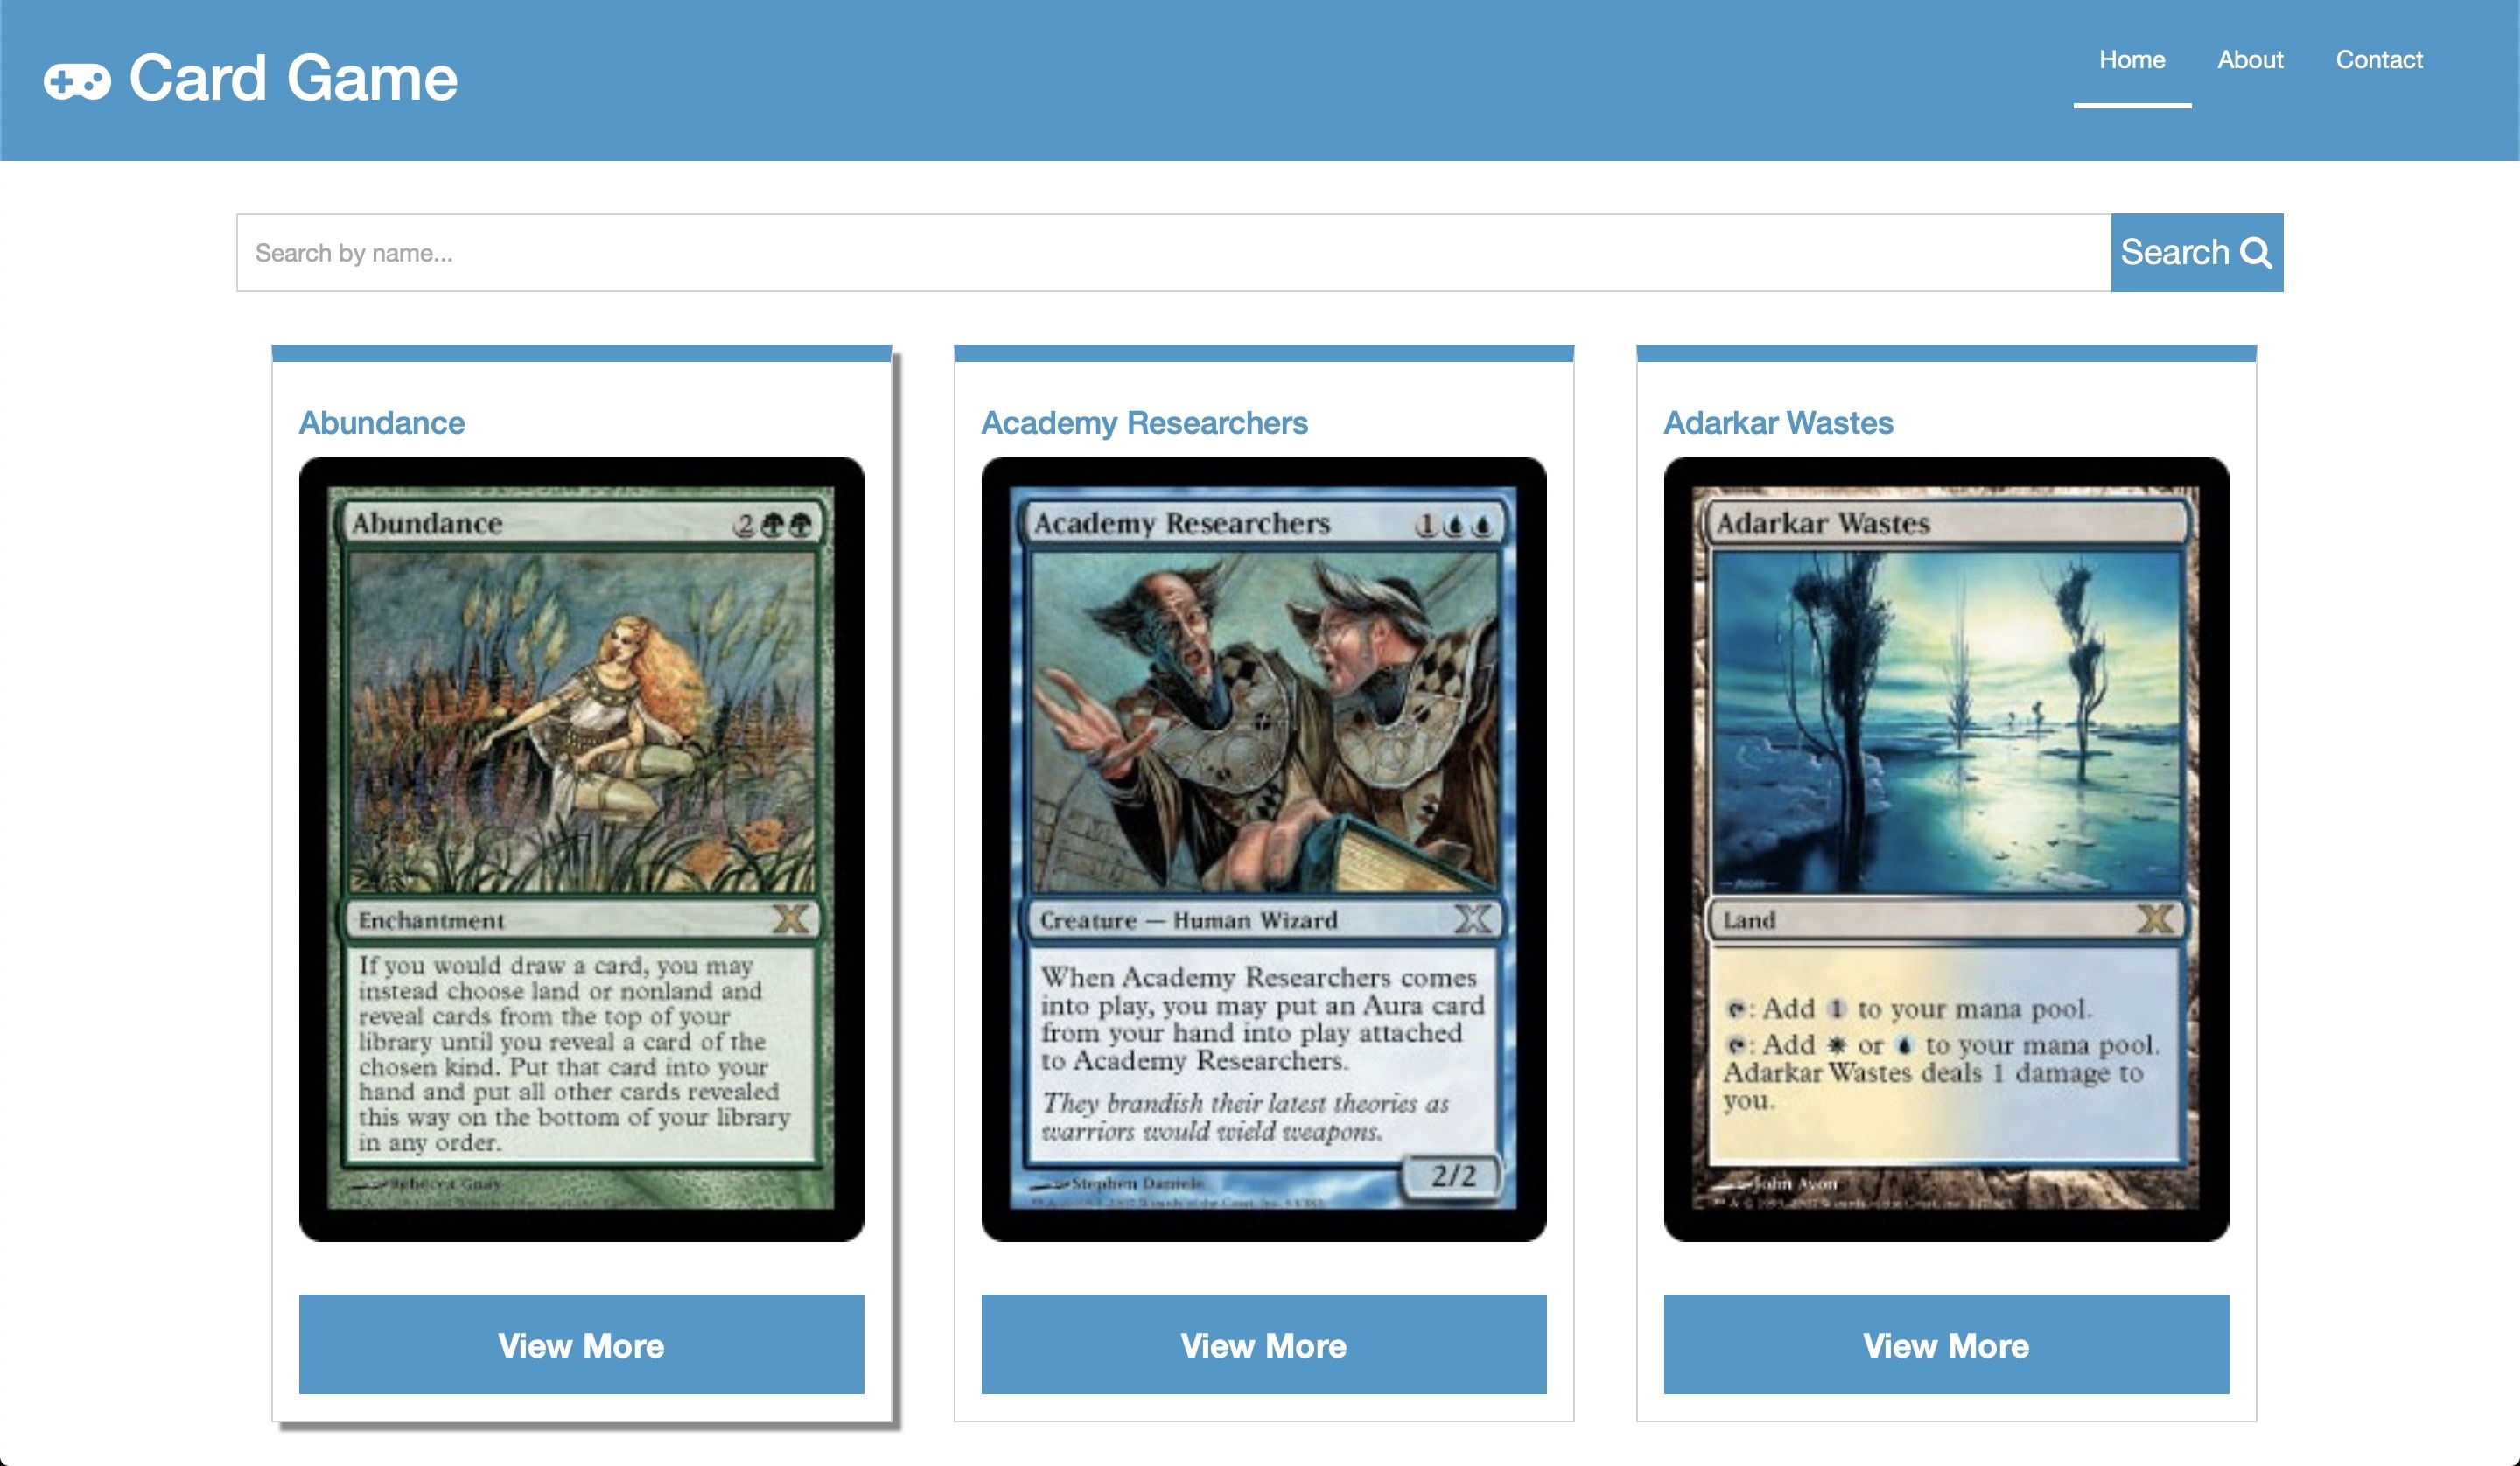 Card Game
Home
About
Contact
Search by name...
Search
Abundance
Abundance 2
Enchantment
If you would draw a card, you may
instead choose land or nonland and
reveal cards from the top of your
library until you reveal a card of the
chosen kind. Put that card into your
hand and put all other cards revealed
this way on the bottom of your library
in any order.
View More
Academy Researchers
Academy Researchers 1
Creature — Human Wizard
When Academy Researchers comes
into play, you may put an Aura card
from your hand into play attached
to Academy Researchers.
They brandish their latest theories as
warriors would wield weapons.
2/2
Stephen Daniele
View More
Adarkar Wastes
Adarkar Wastes
Land
: Add 1 to your mana pool.
: Add or to your mana pool.
Adarkar Wastes deals 1 damage to
you.
John Avon
View More